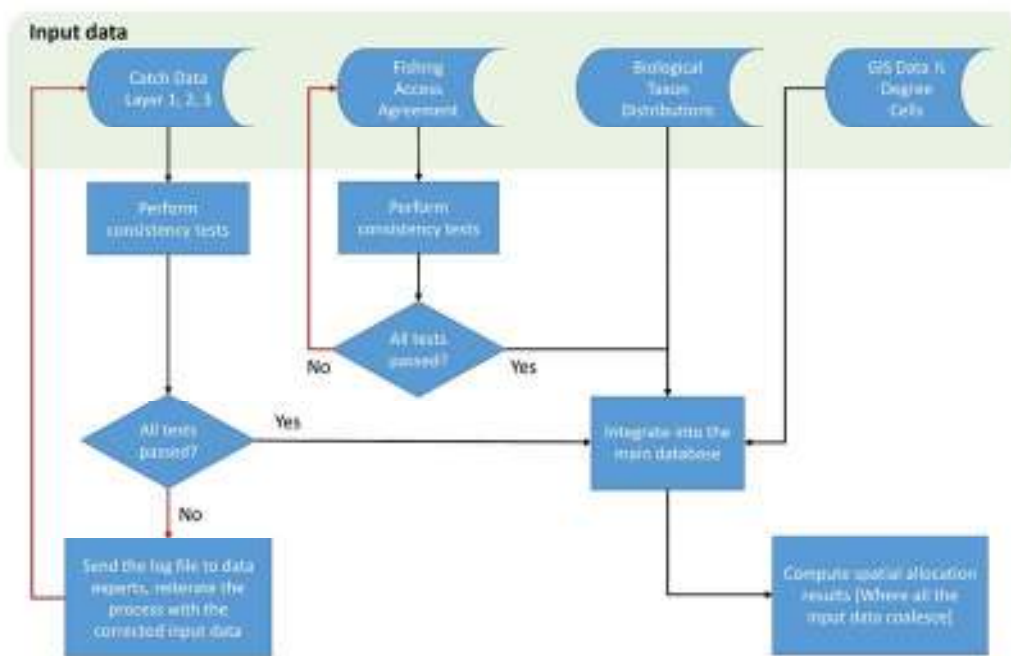 Input data
Catch Data
Layer 1, 2, 3
Fishing
Access
Agreement
Biological
Taxon
Distributions
GIS Data ½
Degree
Cells
Perform
consistency tests
Perform
consistency tests
All tests
passed?
No
Yes
All tests
passed?
Yes
No
Integrate into the
main database
Send the log file to data
experts, reiterate the
process with the
corrected input data
Compute spatial allocation
results (Where all the
input data coalesce)